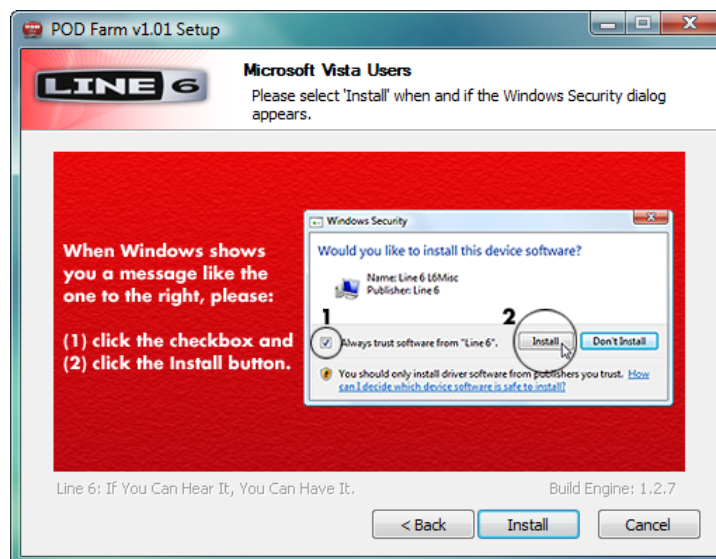 POD Farm v1.01 Setup
LINE 6
Microsoft Vista Users
Please select 'Install' when and if the Windows Security dialog
appears.
When Windows shows
you a message like the
one to the right, please:
(1) click the checkbox and
(2) click the Install button.
Windows Security
Would you like to install this device software?
Name: Line 6 L6Misc
Publisher: Line 6
1
2
Always trust software from "Line 6".
Install
Don't Install
You should only install driver software from publishers you trust. How
can I decide which device software is safe to install?
Line 6: If You Can Hear It, You Can Have It.
Build Engine: 1.2.7
< Back
Install
Cancel